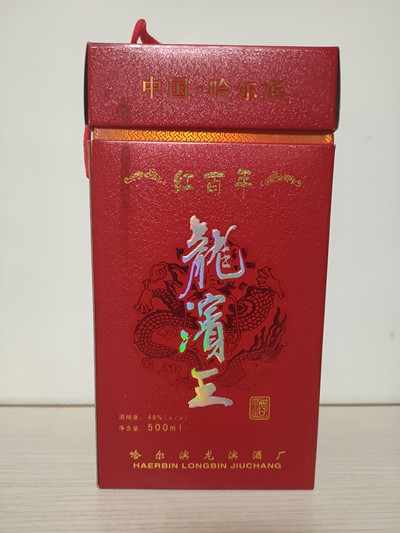 中国·哈尔滨
红百年
龍濱王
酒
酒精度: 48%(v/v)
净含量: 500ml
哈尔滨龙滨酒厂
HAERBIN LONGBIN JIUCHANG